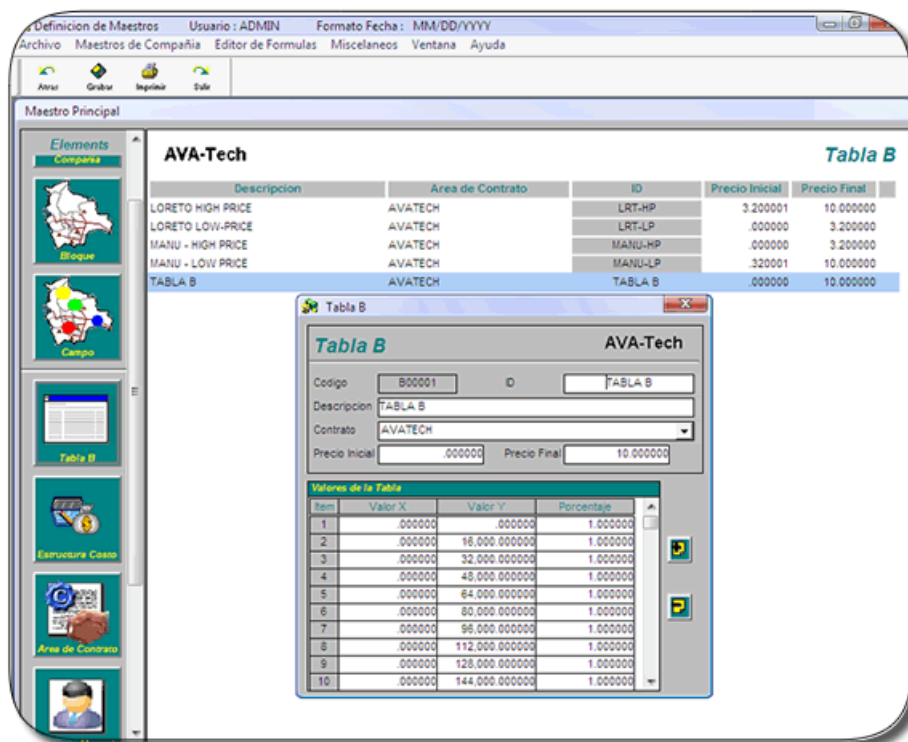 Definicion de Maestros Usuario : ADMIN Formato Fecha : MM/DD/YYYY
Archivo Maestros de Compañia Editor de Formulas Miscelaneos Ventana Ayuda
Atras Grabar Imprimir Salir
Maestro Principal
Elements
Compañia
Bloque
Campo
Tabla B
Estructura Costo
Area de Contrato
AVA-Tech Tabla B
Descripcion Area de Contrato ID Precio Inicial Precio Final
LORETO HIGH PRICE AVATECH LRT-HP 3.200001 10.000000
LORETO LOW-PRICE AVATECH LRT-LP .000000 3.200000
MANU - HIGH PRICE AVATECH MANU-HP .000000 3.200000
MANU - LOW PRICE AVATECH MANU-LP .320001 10.000000
TABLA B AVATECH TABLA B .000000 10.000000
Tabla B
Tabla B AVA-Tech
Codigo B00001 ID TABLA B
Descripcion TABLA B
Contrato AVATECH
Precio Inicial .000000 Precio Final 10.000000
Valores de la Tabla
Item Valor X Valor Y Porcentaje
1 .000000 .000000 1.000000
2 .000000 16,000.000000 1.000000
3 .000000 32,000.000000 1.000000
4 .000000 48,000.000000 1.000000
5 .000000 64,000.000000 1.000000
6 .000000 80,000.000000 1.000000
7 .000000 96,000.000000 1.000000
8 .000000 112,000.000000 1.000000
9 .000000 128,000.000000 1.000000
10 .000000 144,000.000000 1.000000